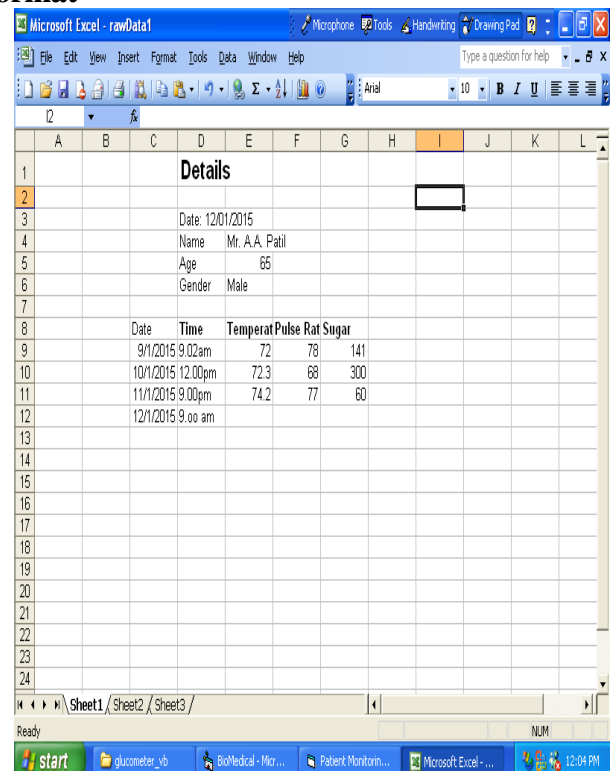 ormat
Microsoft Excel - rawData1 Microphone Tools Handwriting Drawing Pad
File Edit View Insert Format Tools Data Window Help Type a question for help
Arial 10 B I U
I2 fx
A B C D E F G H I J K L
1 Details
2
3 Date: 12/01/2015
4 Name Mr. A.A. Patil
5 Age 65
6 Gender Male
7
8 Date Time Temperat Pulse Rat Sugar
9 9/1/2015 9.02am 72 78 141
10 10/1/2015 12.00pm 72.3 68 300
11 11/1/2015 9.00pm 74.2 77 60
12 12/1/2015 9.oo am
13
14
15
16
17
18
19
20
21
22
23
24
Sheet1 Sheet2 Sheet3
Ready NUM
start glucometer_vb BioMedical - Micr... Patient Monitorin... Microsoft Excel - ... 12:04 PM